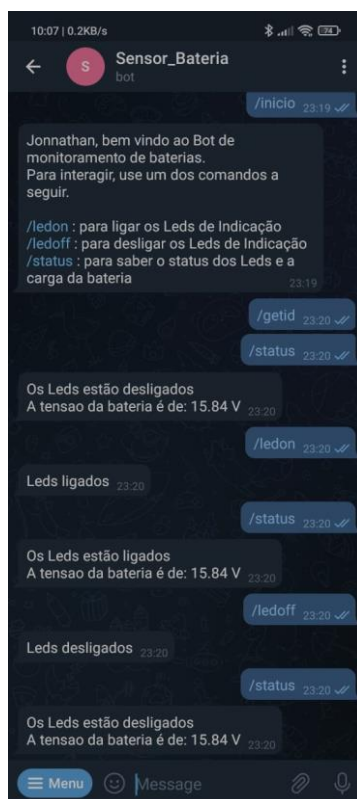 10:07 | 0.2KB/s
74
S
Sensor_Bateria
bot
/inicio 23:19
Jonnathan, bem vindo ao Bot de
monitoramento de baterias.
Para interagir, use um dos comandos a
seguir.
/ledon : para ligar os Leds de Indicação
/ledoff : para desligar os Leds de Indicação
/status : para saber o status dos Leds e a
carga da bateria
23:19
/getid 23:20
/status 23:20
Os Leds estão desligados
A tensao da bateria é de: 15.84 V 23:20
/ledon 23:20
Leds ligados 23:20
/status 23:20
Os Leds estão ligados
A tensao da bateria é de: 15.84 V 23:20
/ledoff 23:20
Leds desligados 23:20
/status 23:20
Os Leds estão desligados
A tensao da bateria é de: 15.84 V 23:20
Menu
Message